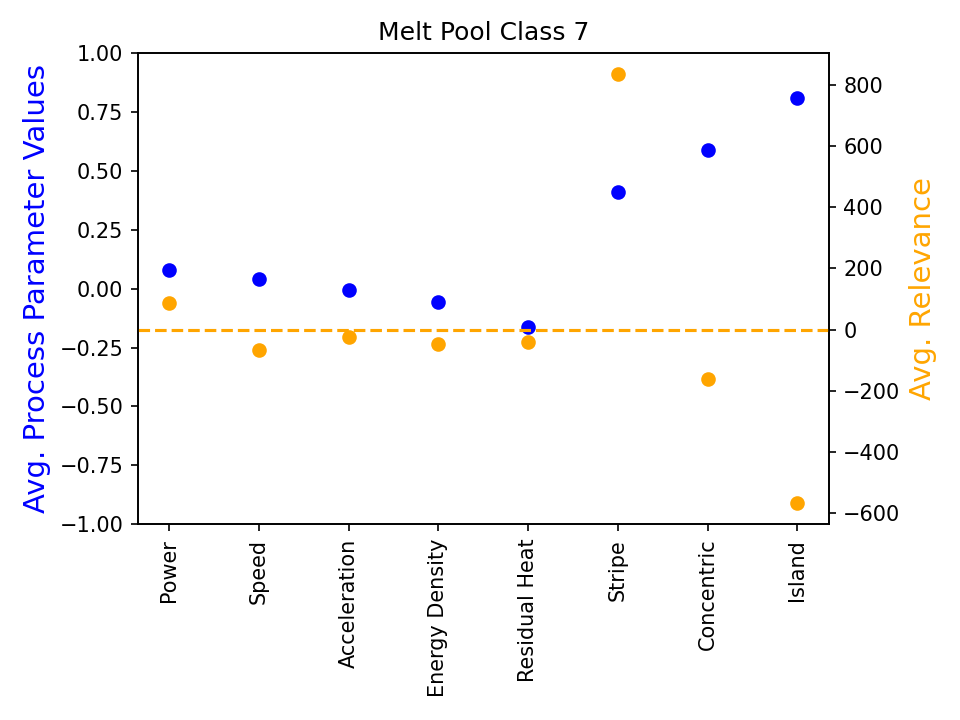 Melt Pool Class 7
Avg. Process Parameter Values
1.00
0.75
0.50
0.25
0.00
−0.25
−0.50
−0.75
−1.00
800
600
400
200
0
−200
−400
−600
Avg. Relevance
Power
Speed
Acceleration
Energy Density
Residual Heat
Stripe
Concentric
Island